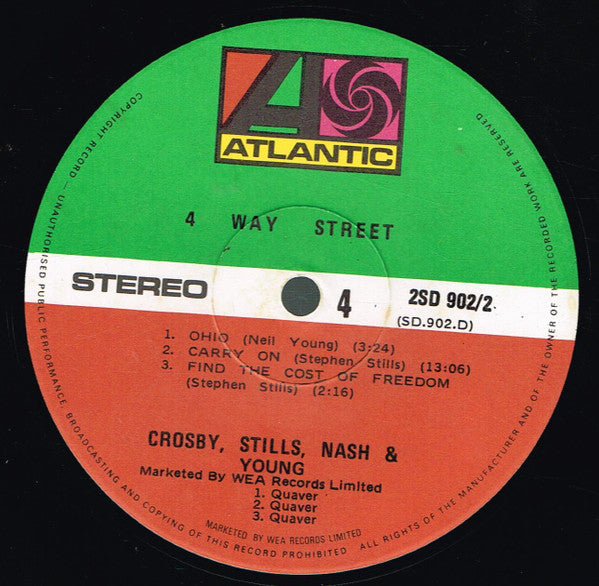 ATLANTIC
4 WAY STREET
STEREO
4
2SD 902/2
(SD.902.D)
1. OHIO (Neil Young) (3:24)
2. CARRY ON (Stephen Stills) (13:06)
3. FIND THE COST OF FREEDOM
(Stephen Stills) (2:16)
CROSBY, STILLS, NASH &
YOUNG
Marketed By WEA Records Limited
1. Quaver
2. Quaver
3. Quaver
MARKETED BY WEA RECORDS LIMITED
COPYRIGHT RECORD — UNAUTHORISED PUBLIC PERFORMANCE BROADCASTING AND COPYING OF THIS RECORD PROHIBITED ALL RIGHTS OF THE MANUFACTURER AND OF THE OWNER OF THE RECORDED WORK ARE RESERVED